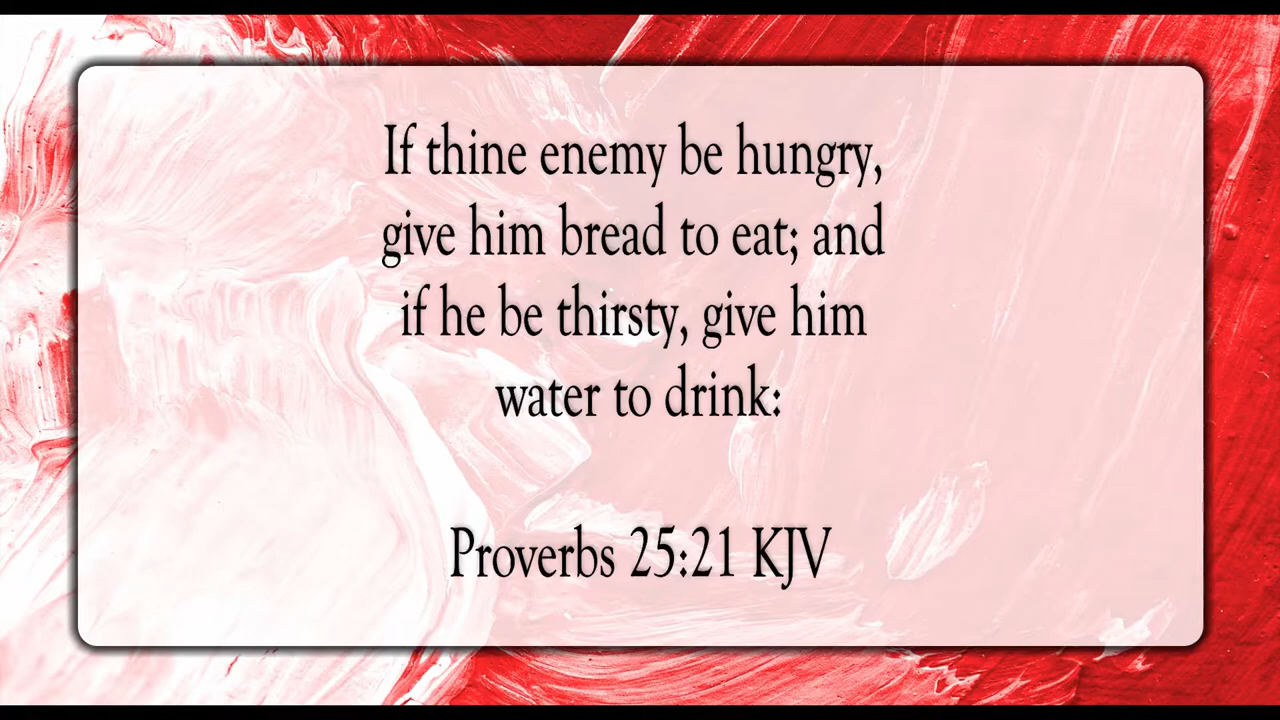 If thine enemy be hungry,
give him bread to eat; and
if he be thirsty, give him
water to drink:
Proverbs 25:21 KJV